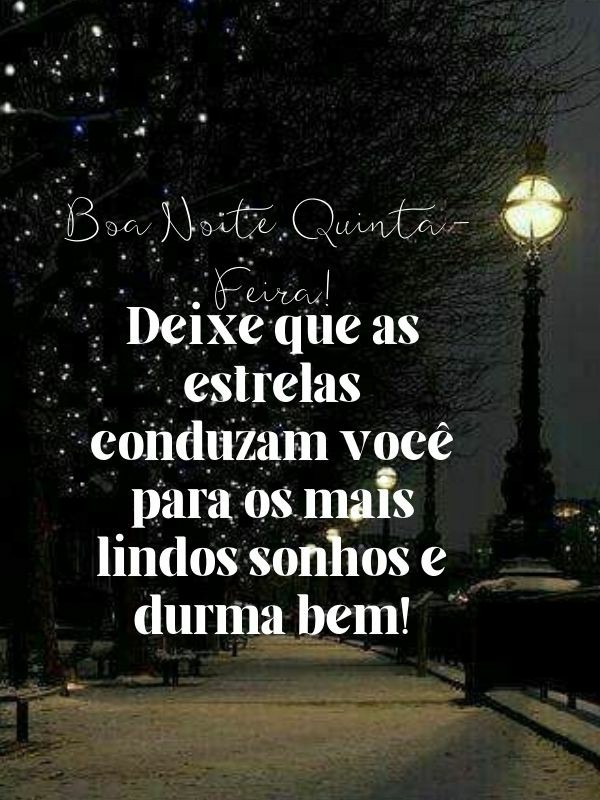 Boa Noite Quinta-
Feira!
Deixe que as
estrelas
conduzam você
para os mais
lindos sonhos e
durma bem!